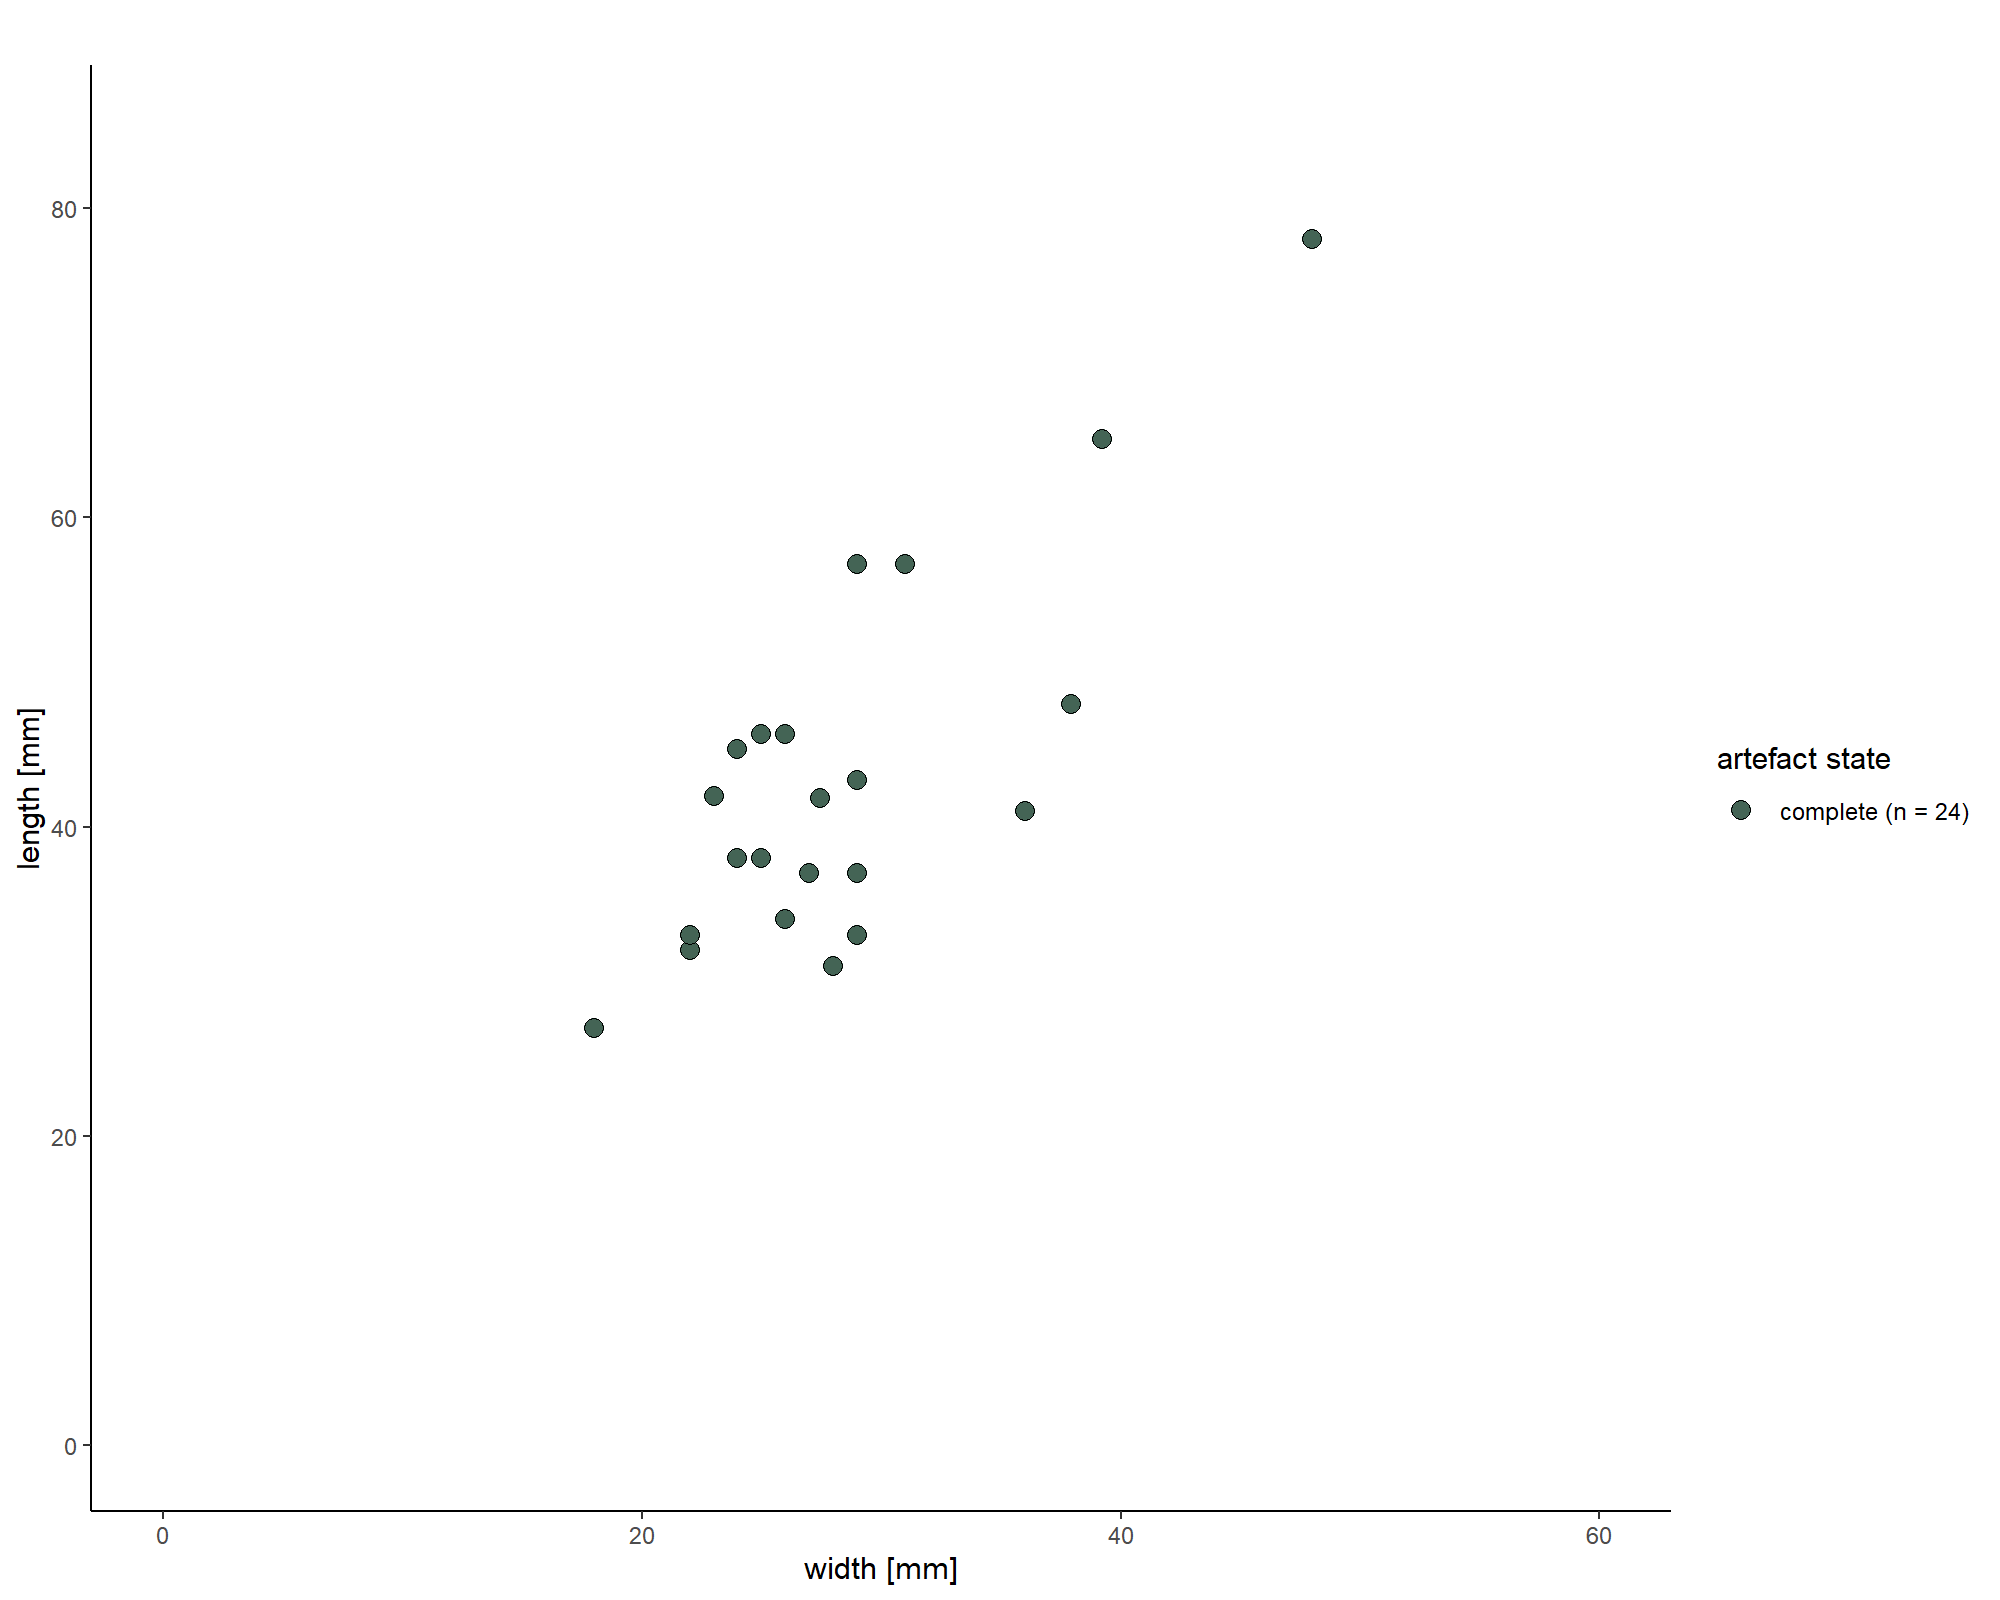 80
60
40
20
0
length [mm]
0 20 40 60
width [mm]
artefact state
complete (n = 24)